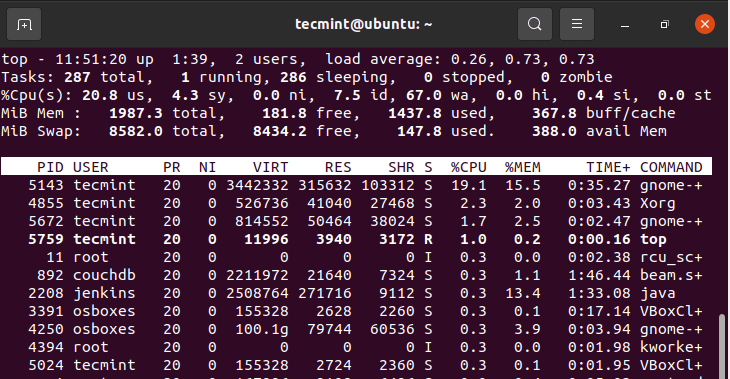 tecmint@ubuntu: ~
top - 11:51:20 up  1:39,  2 users,  load average: 0.26, 0.73, 0.73
Tasks: 287 total,   1 running, 286 sleeping,   0 stopped,   0 zombie
%Cpu(s): 20.8 us,  4.3 sy,  0.0 ni,  7.5 id, 67.0 wa,  0.0 hi,  0.4 si,  0.0 st
MiB Mem :   1987.3 total,    181.8 free,   1437.8 used,    367.8 buff/cache
MiB Swap:   8582.0 total,   8434.2 free,    147.8 used.    388.0 avail Mem
PID USER      PR  NI    VIRT    RES    SHR S  %CPU  %MEM     TIME+ COMMAND
5143 tecmint   20   0 3442332 315632 103312 S  19.1  15.5   0:35.27 gnome-+
4855 tecmint   20   0  526736  41040  27468 S   2.3   2.0   0:03.43 Xorg
5672 tecmint   20   0  814552  50464  38024 S   1.7   2.5   0:02.47 gnome-+
5759 tecmint   20   0   11996   3940   3172 R   1.0   0.2   0:00.16 top
11 root      20   0       0      0      0 I   0.3   0.0   0:02.38 rcu_sc+
892 couchdb   20   0 2211972  21640   7324 S   0.3   1.1   1:46.44 beam.s+
2208 jenkins   20   0 2508764 271716   9112 S   0.3  13.4   1:33.08 java
3391 osboxes   20   0  155328   2628   2260 S   0.3   0.1   0:17.14 VBoxCl+
4250 osboxes   20   0  100.1g  79744  60536 S   0.3   3.9   0:03.94 gnome-+
4394 root      20   0       0      0      0 I   0.3   0.0   0:01.98 kworke+
5024 tecmint   20   0  155328   2724   2360 S   0.3   0.1   0:01.95 VBoxCl+